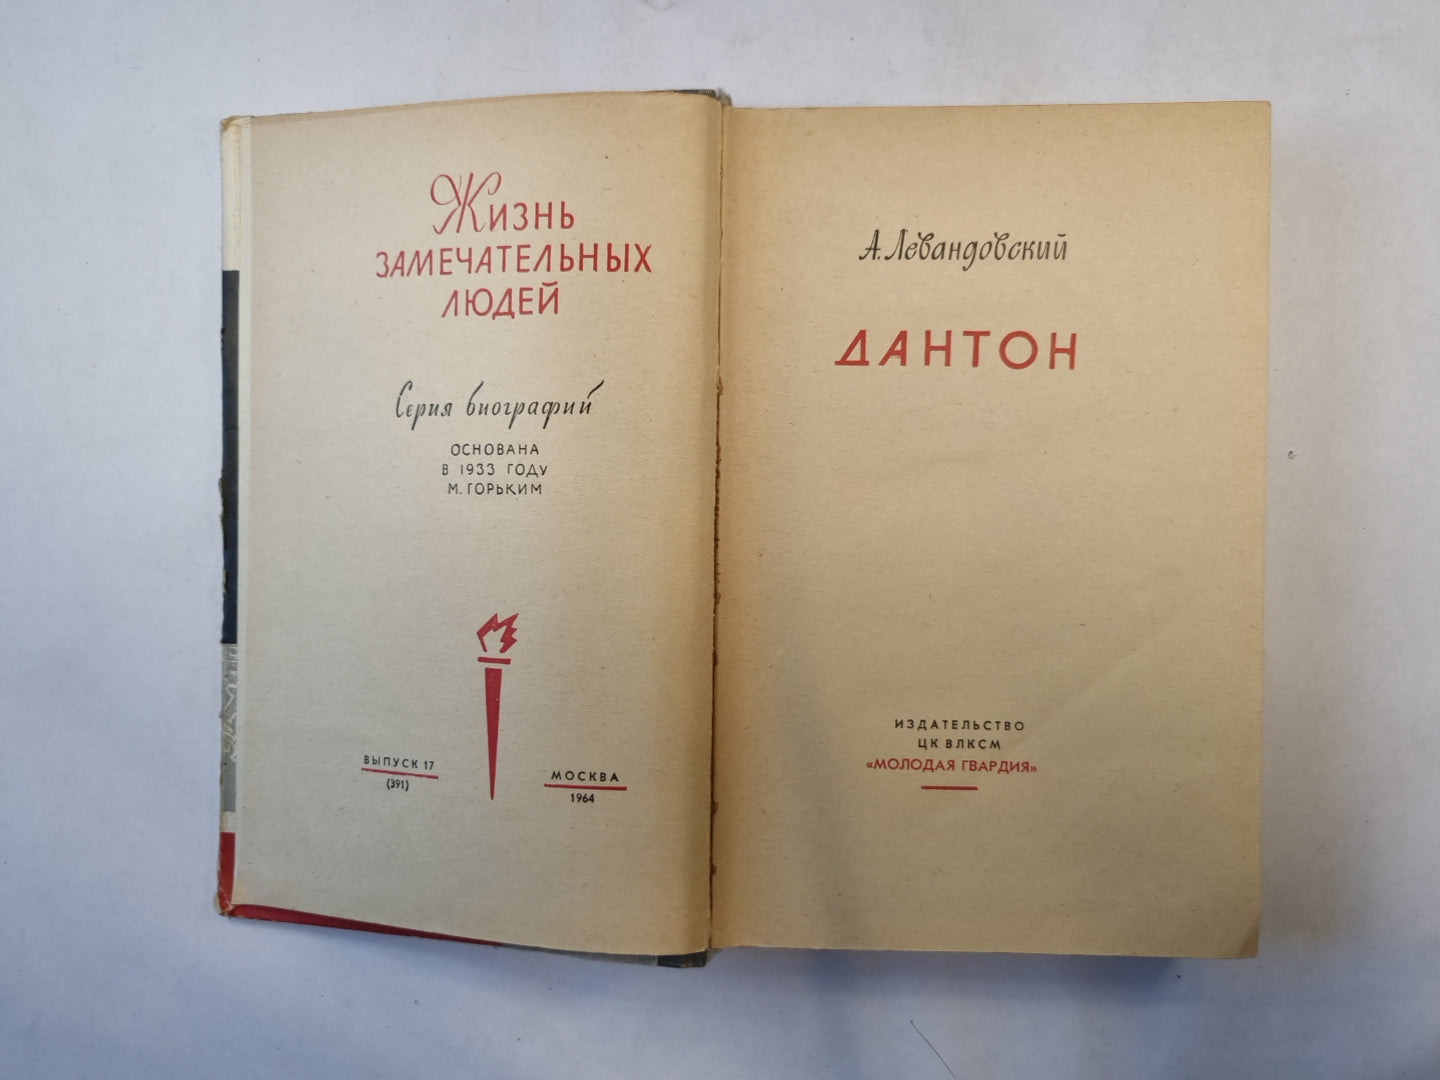 Жизнь
ЗАМЕЧАТЕЛЬНЫХ
ЛЮДЕЙ
Серия биографий
ОСНОВАНА
В 1933 ГОДУ
М. ГОРЬКИМ
ВЫПУСК 17
(391)
МОСКВА
1964
А. Левандовский
ДАНТОН
ИЗДАТЕЛЬСТВО
ЦК ВЛКСМ
«МОЛОДАЯ ГВАРДИЯ»